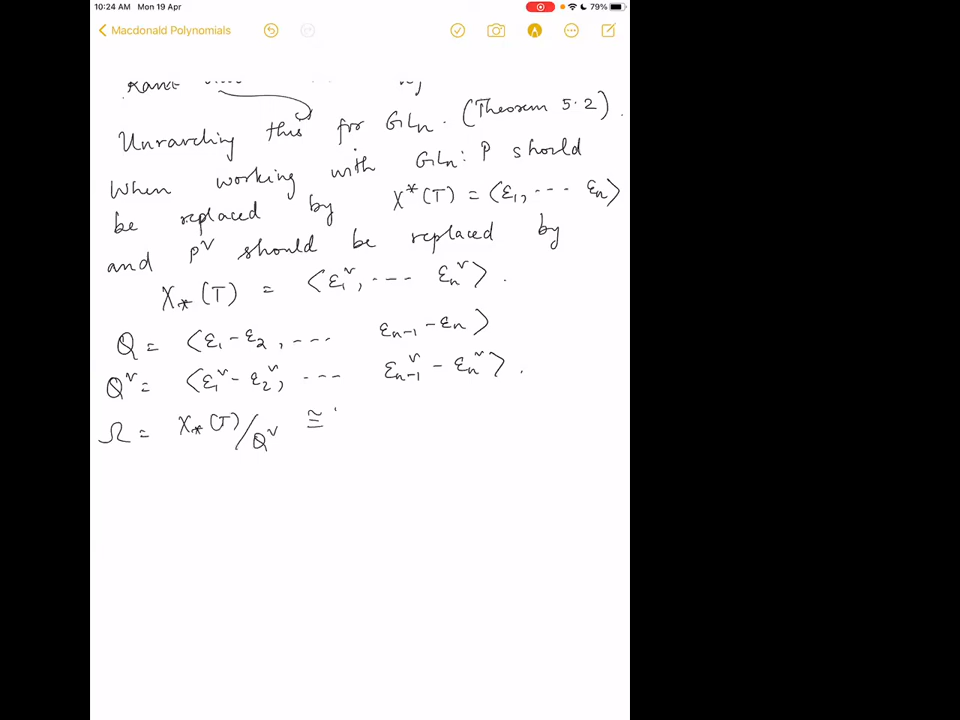 10:24 AM Mon 19 Apr 79%
Macdonald Polynomials
Unravelling this for GLn. (Theorem 5.2).
When working with GLn: P should
be replaced by X*(T) = ⟨ε1, --- εn⟩
and P^∨ should be replaced by
X_*(T) = ⟨ε1^∨, --- εn^∨⟩.
Q = ⟨ε1 - ε2, --- εn-1 - εn⟩
Q^∨ = ⟨ε1^∨ - ε2^∨, --- εn-1^∨ - εn^∨⟩.
Ω = X_*(T)/Q^∨ ≅